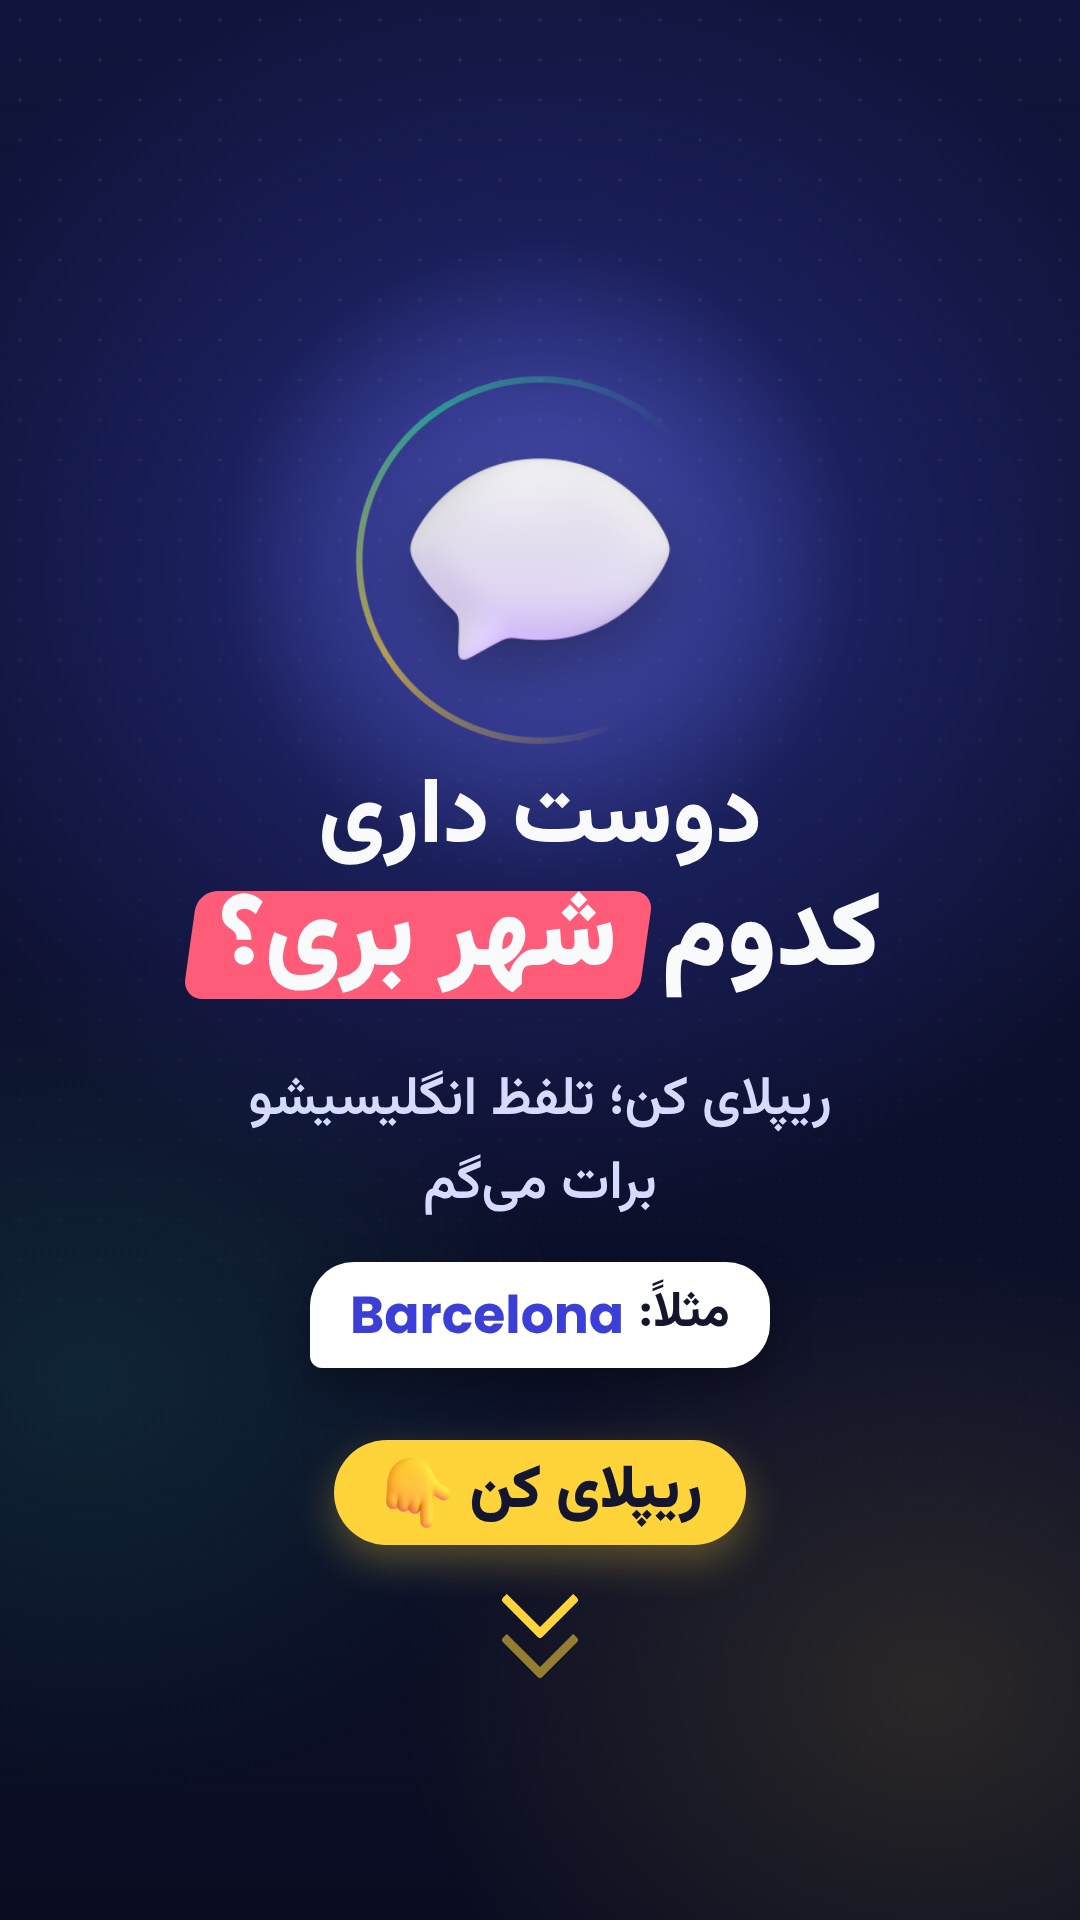 دوست داری
کدوم شهر بری؟
ریپلای کن؛ تلفظ انگلیسیشو
برات می‌گم
مثلاً: Barcelona
ریپلای کن 👇